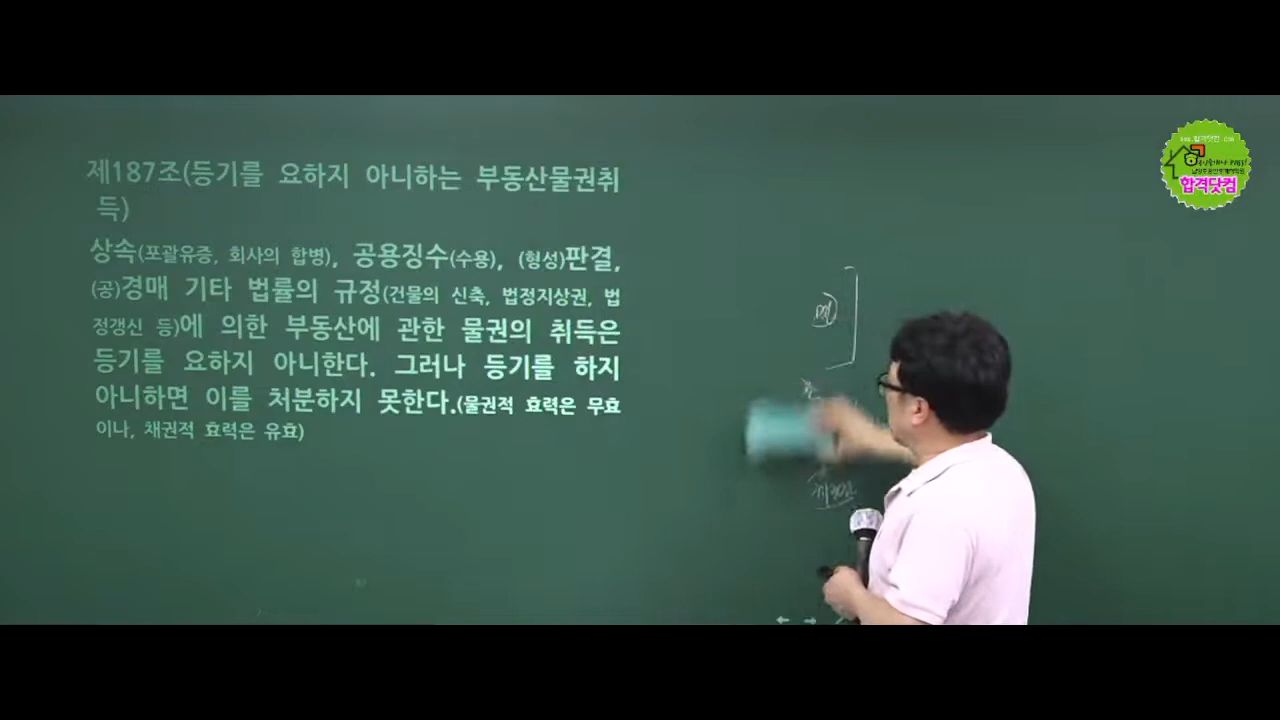 제187조(등기를 요하지 아니하는 부동산물권취
득)
상속(포괄유증, 회사의 합병), 공용징수(수용), (형성)판결,
(공)경매 기타 법률의 규정(건물의 신축, 법정지상권, 법
정갱신 등)에 의한 부동산에 관한 물권의 취득은
등기를 요하지 아니한다. 그러나 등기를 하지
아니하면 이를 처분하지 못한다.(물권적 효력은 무효
이나, 채권적 효력은 유효)
합격닷컴